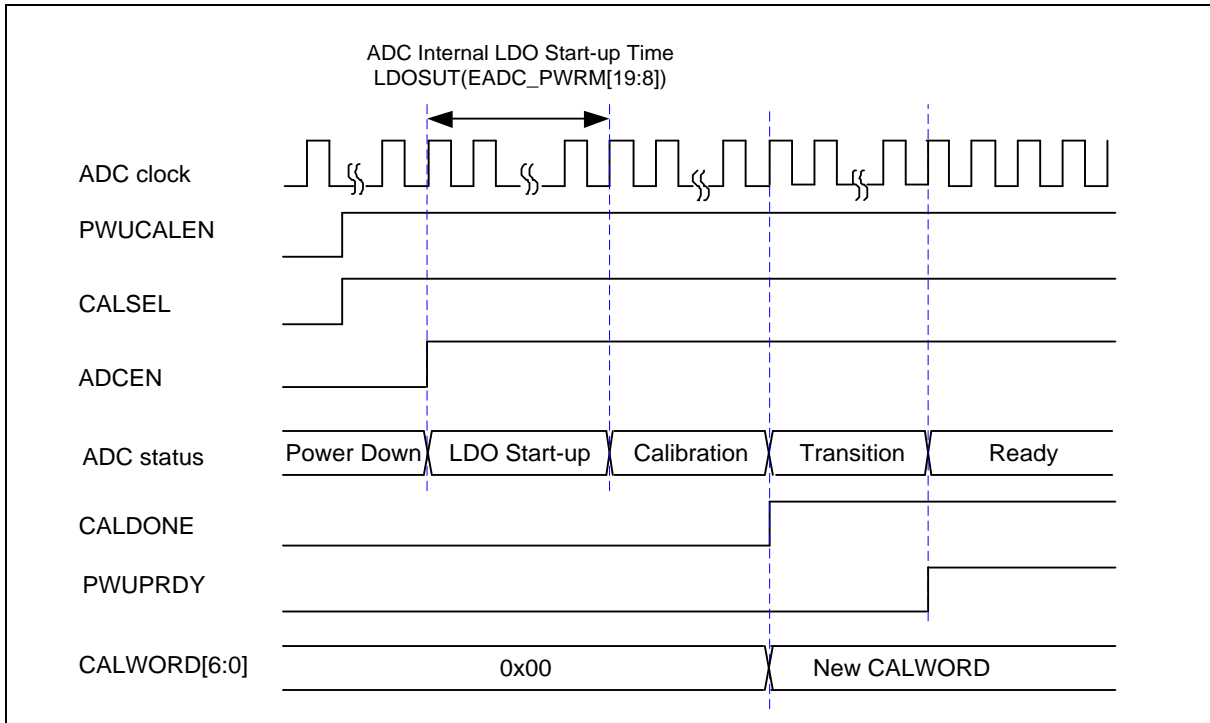 ADC Internal LDO Start-up Time
LDOSUT(EADC_PWRM[19:8])
ADC clock
PWUCALEN
CALSEL
ADCEN
ADC status
Power Down
LDO Start-up
Calibration
Transition
Ready
CALDONE
PWUPRDY
CALWORD[6:0]
0x00
New CALWORD